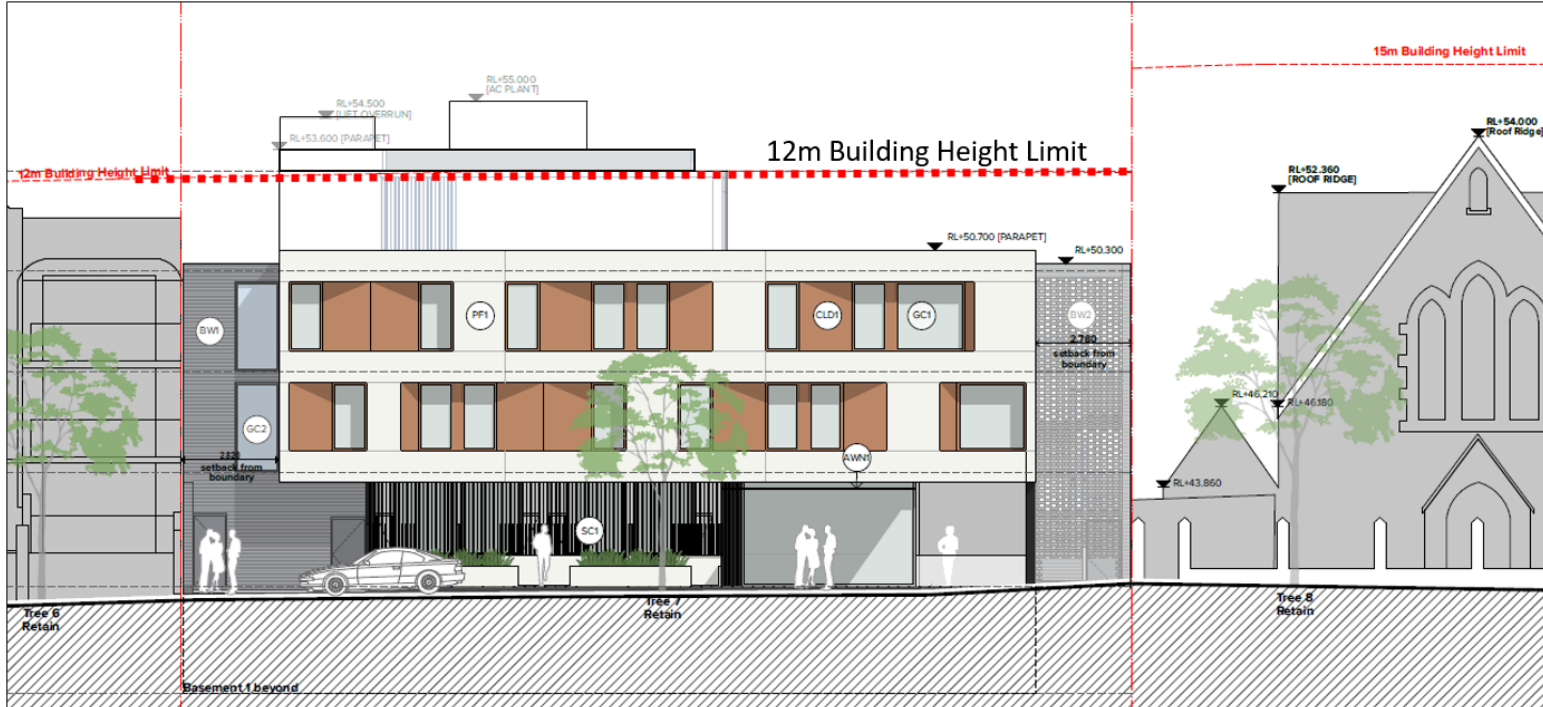 15m Building Height Limit
RL+55.000
[AC PLANT]
RL+54.500
[LIFT OVERRUN]
RL+53.600 [PARAPET]
RL+54.000
[Roof Ridge]
12m Building Height Limit
12m Building Height Limit
RL+52.360
[ROOF RIDGE]
RL+50.700 [PARAPET]
RL+50.300
BW1
PF1
CLD1
GC1
BW2
2.780
setback from
boundary
RL+46.210
RL+46.180
GC2
2.820
setback from
boundary
AWN1
RL+43.860
SC1
Tree 6
Retain
Tree 7
Retain
Tree 8
Retain
Basement 1 beyond